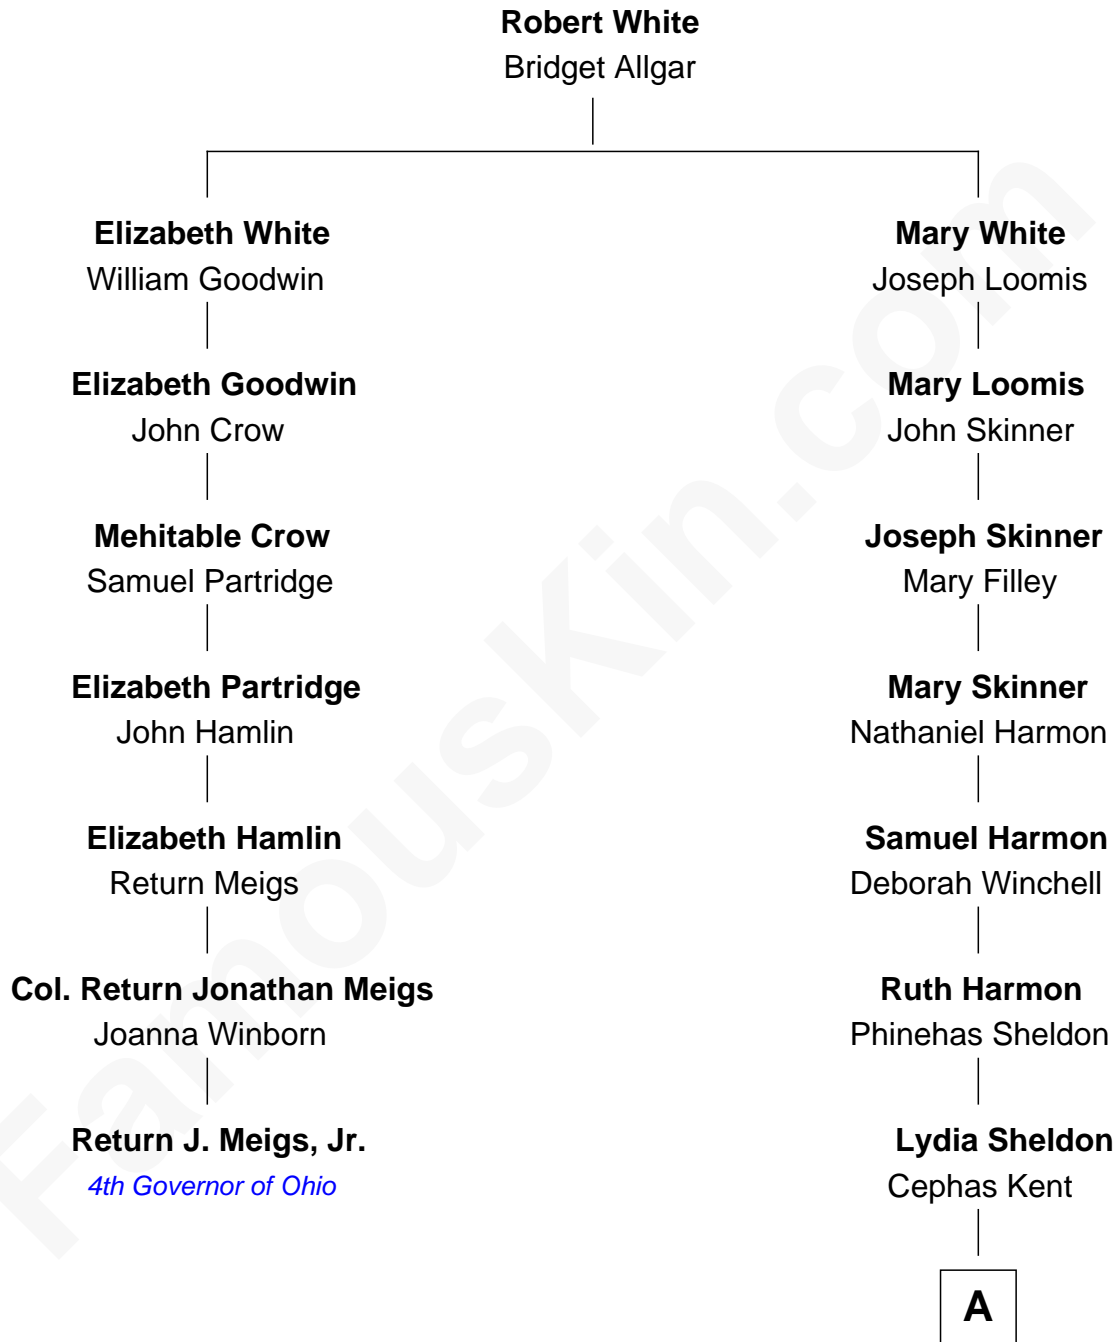 Robert White
Bridget Allgar
Elizabeth White
William Goodwin
Elizabeth Goodwin
John Crow
Mehitable Crow
Samuel Partridge
Elizabeth Partridge
John Hamlin
Elizabeth Hamlin
Return Meigs
Col. Return Jonathan Meigs
Joanna Winborn
Return J. Meigs, Jr.
4th Governor of Ohio
Mary White
Joseph Loomis
Mary Loomis
John Skinner
Joseph Skinner
Mary Filley
Mary Skinner
Nathaniel Harmon
Samuel Harmon
Deborah Winchell
Ruth Harmon
Phinehas Sheldon
Lydia Sheldon
Cephas Kent
A
FamousKin.com